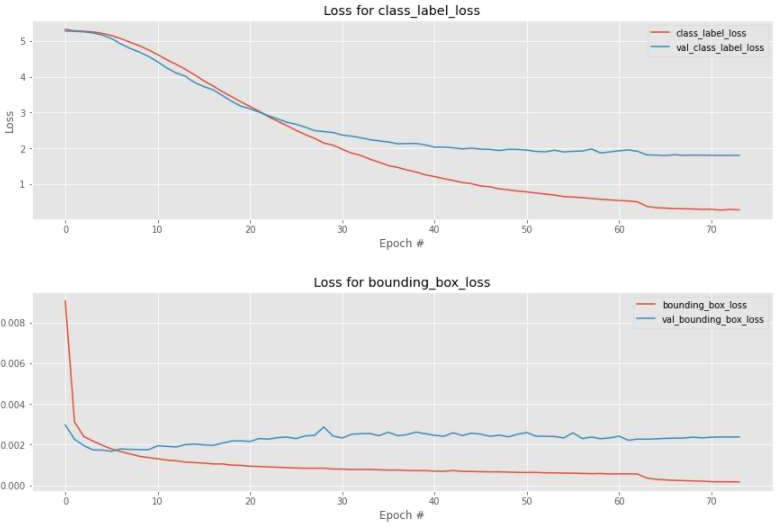 Loss for class_label_loss
class_label_loss
val_class_label_loss
5
4
3
2
1
Loss
0 10 20 30 40 50 60 70
Epoch #
Loss for bounding_box_loss
bounding_box_loss
val_bounding_box_loss
0.008
0.006
0.004
0.002
0.000
0 10 20 30 40 50 60 70
Epoch #